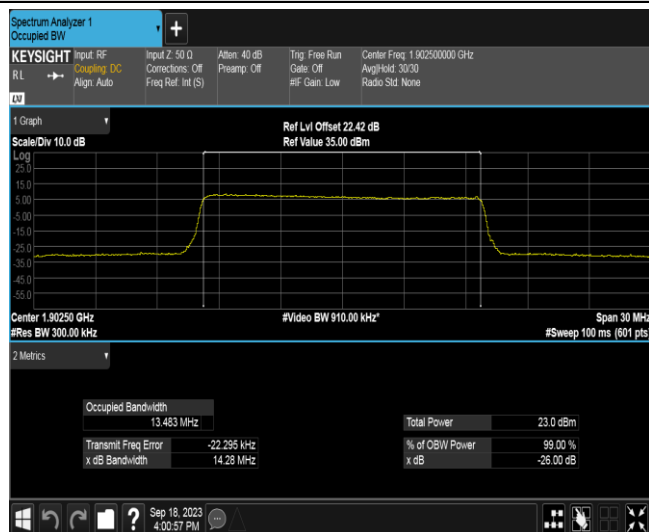 Spectrum Analyzer 1
Occupied BW
+
KEYSIGHT Input: RF Input Z: 50 Ω Atten: 40 dB Trig: Free Run Center Freq: 1.902500000 GHz
RL Coupling: DC Corrections: Off Preamp: Off Gate: Off Avg|Hold: 30/30
Align: Auto Freq Ref: Int (S) #IF Gain: Low Radio Std: None
LXI
1 Graph
Ref Lvl Offset 22.42 dB
Scale/Div 10.0 dB Ref Value 35.00 dBm
Log
25.0
15.0
5.00
-5.00
-15.0
-25.0
-35.0
-45.0
-55.0
Center 1.90250 GHz #Video BW 910.00 kHz* Span 30 MHz
#Res BW 300.00 kHz #Sweep 100 ms (601 pts)
2 Metrics
Occupied Bandwidth
13.483 MHz Total Power 23.0 dBm
Transmit Freq Error -22.295 kHz % of OBW Power 99.00 %
x dB Bandwidth 14.28 MHz x dB -26.00 dB
? Sep 18, 2023
4:00:57 PM